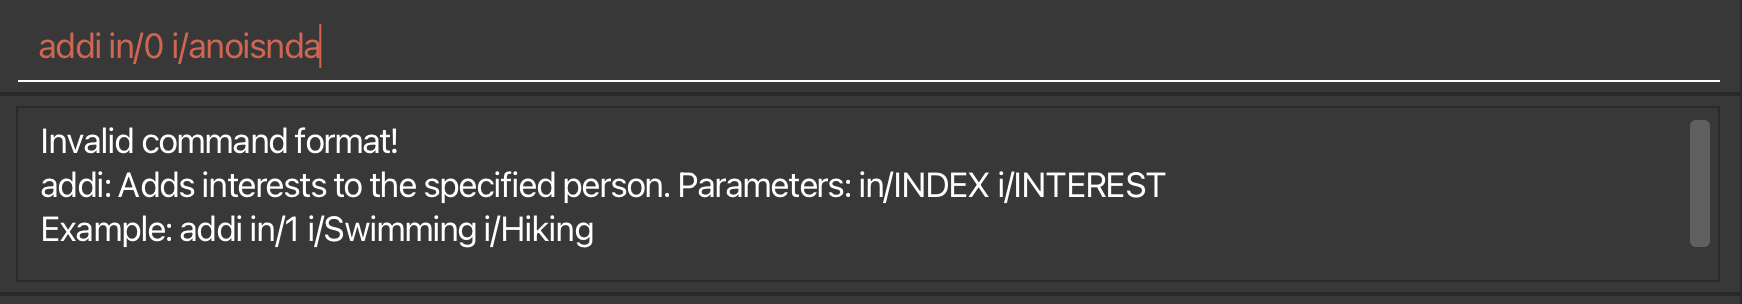 addi in/0 i/anoisnda
Invalid command format!
addi: Adds interests to the specified person. Parameters: in/INDEX i/INTEREST
Example: addi in/1 i/Swimming i/Hiking